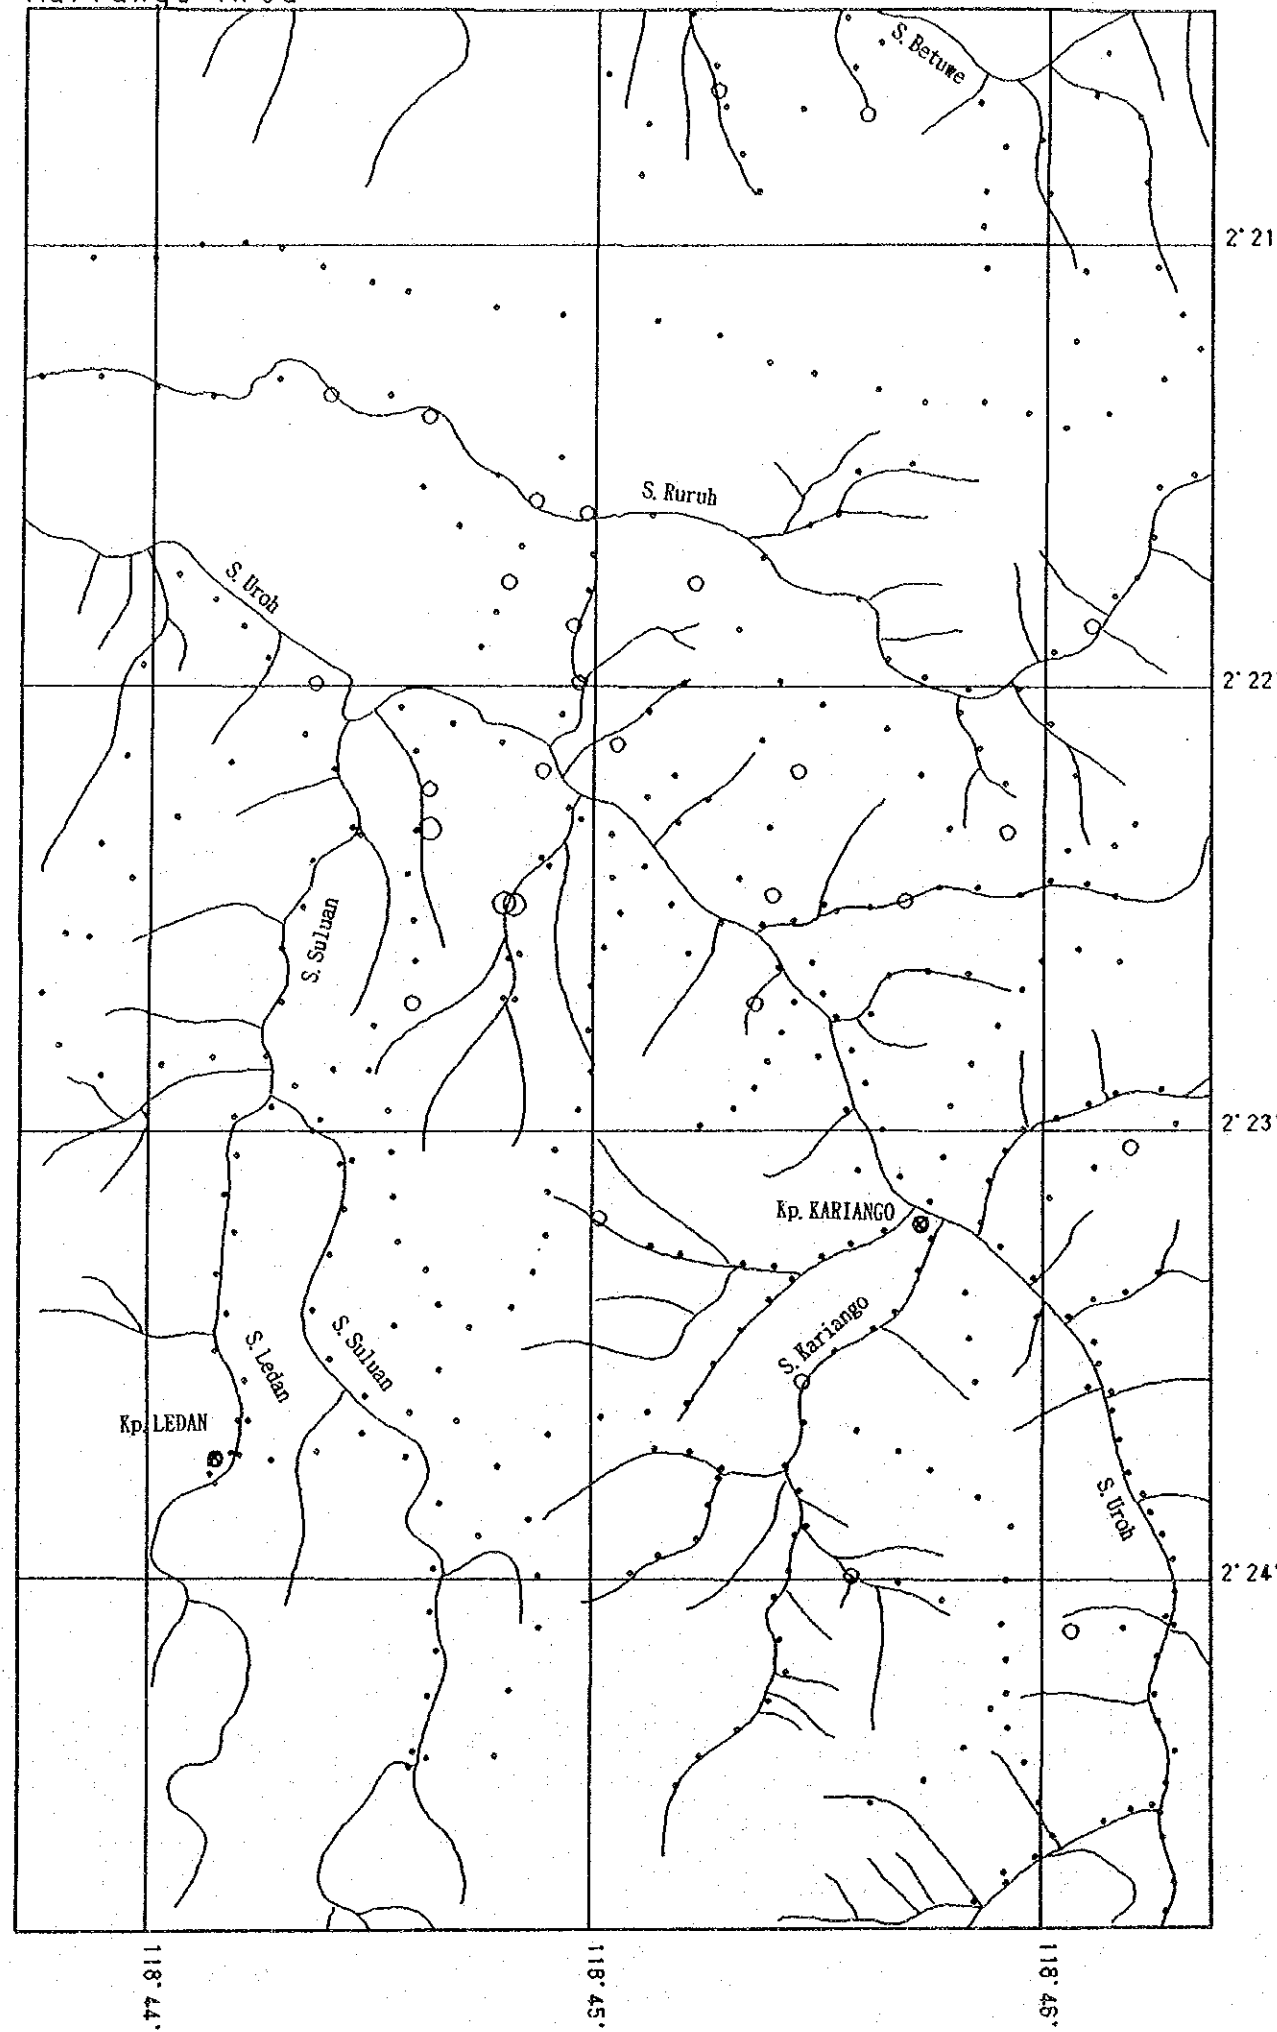 S. Betuwe
2° 21'
S. Ruruh
S. Uroh
2° 22'
S. Suluan
2° 23'
Kp. KARIANGO
S. Kariango
S. Ledan
S. Suluan
Kp. LEDAN
S. Uroh
2° 24'
118° 44'
118° 45'
118° 46'